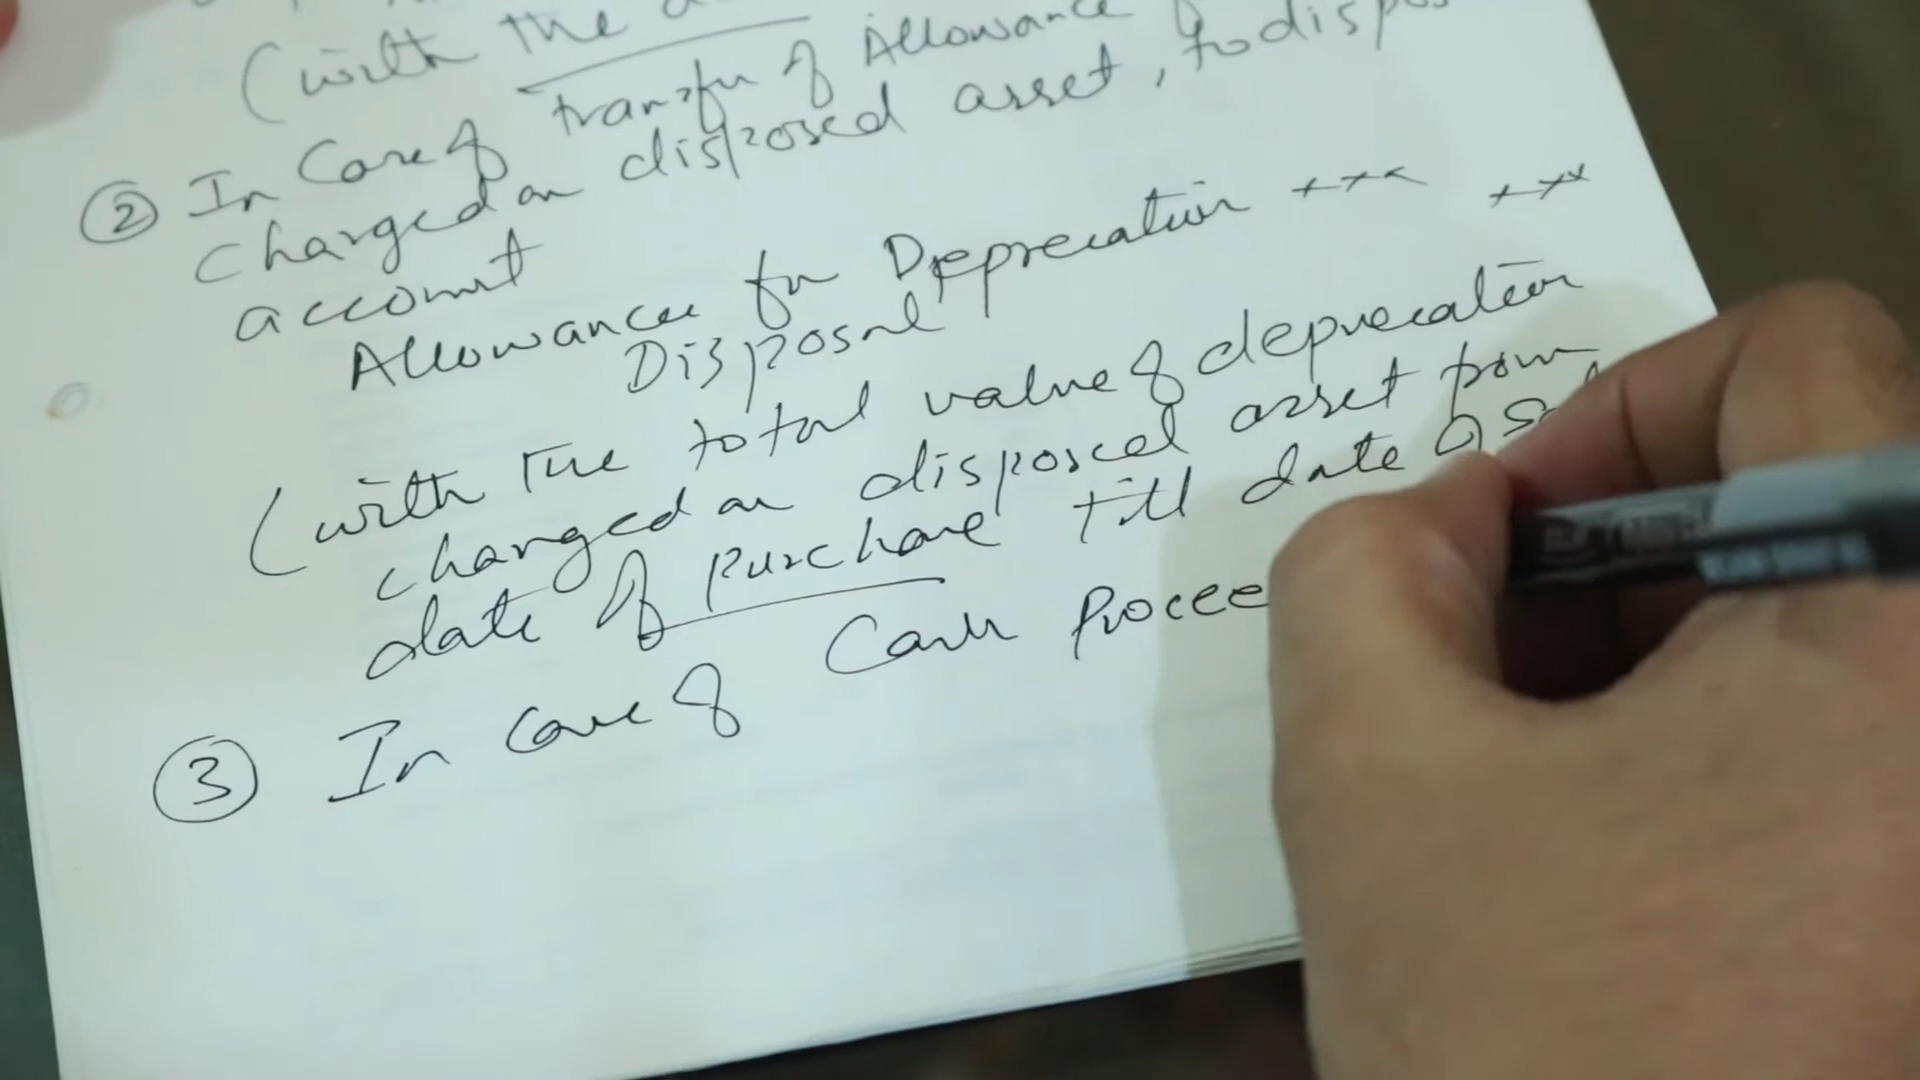 (with the
② In Case of transfer of Allowance
charged on disposed asset, to dispos
account
Allowance for Depreciation xxx
Disposal xxx
(with the total value of depreciation
charged on disposed asset from
date of purchase till date of
③ In case of Cash Procee